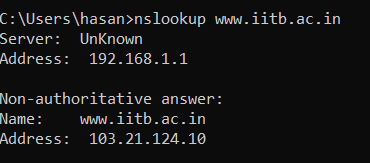 C:\Users\hasan>nslookup www.iitb.ac.in
Server:  UnKnown
Address:  192.168.1.1

Non-authoritative answer:
Name:    www.iitb.ac.in
Address:  103.21.124.10